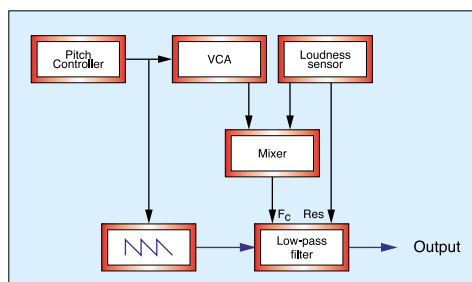 Pitch
Controller
VCA
Loudness
sensor
Mixer
Fc
Res
Low-pass
filter
Output